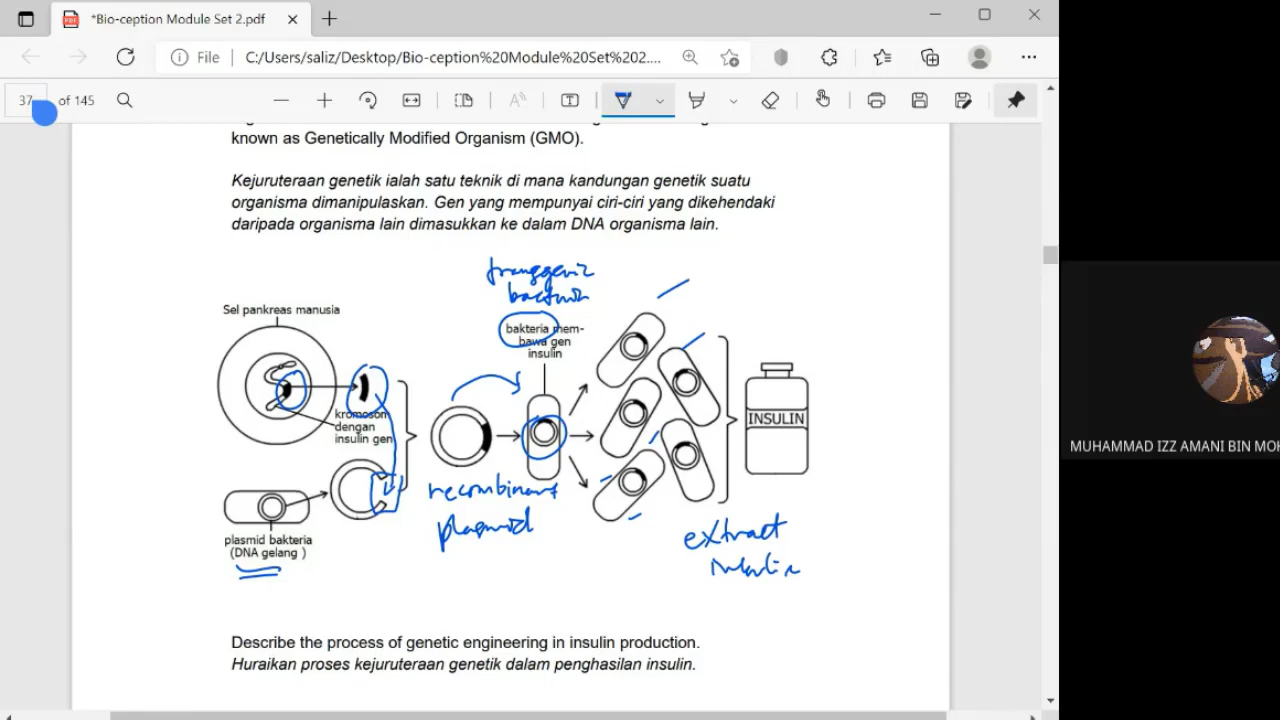 *Bio-ception Module Set 2.pdf
File
C:/Users/saliz/Desktop/Bio-ception%20Module%20Set%202....
37
of 145
known as Genetically Modified Organism (GMO).
Kejuruteraan genetik ialah satu teknik di mana kandungan genetik suatu
organisma dimanipulaskan. Gen yang mempunyai ciri-ciri yang dikehendaki
daripada organisma lain dimasukkan ke dalam DNA organisma lain.
Sel pankreas manusia
bakteria mem-
bawa gen
insulin
kromoson
dengan
insulin gen
INSULIN
MUHAMMAD IZZ AMANI BIN MOH
recombinant
plasmid
extract
insulin
plasmid bakteria
(DNA gelang )
Describe the process of genetic engineering in insulin production.
Huraikan proses kejuruteraan genetik dalam penghasilan insulin.